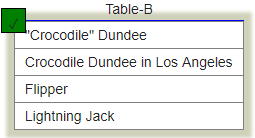 Table-B
"Crocodile" Dundee
Crocodile Dundee in Los Angeles
Flipper
Lightning Jack